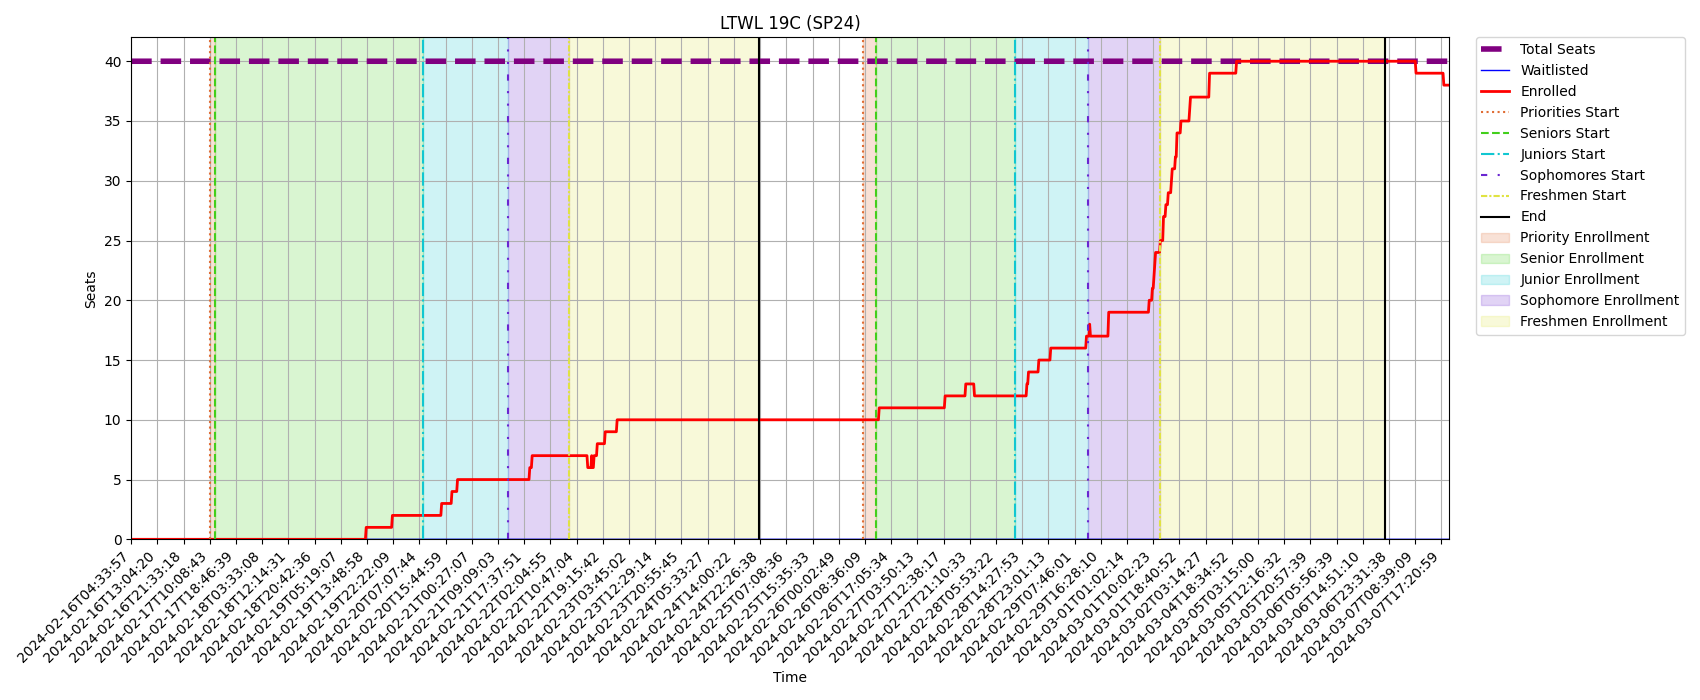 LTWL 19C (SP24)
Seats
40
35
30
25
20
15
10
5
0
2024-02-16T04:33:57
2024-02-16T13:04:20
2024-02-16T21:33:18
2024-02-17T10:08:43
2024-02-17T18:46:39
2024-02-18T03:33:08
2024-02-18T12:14:31
2024-02-18T20:42:36
2024-02-19T05:19:07
2024-02-19T13:48:58
2024-02-19T22:22:09
2024-02-20T07:07:44
2024-02-20T15:44:59
2024-02-21T00:27:07
2024-02-21T09:09:03
2024-02-21T17:37:51
2024-02-22T02:04:55
2024-02-22T10:47:04
2024-02-22T19:15:42
2024-02-23T03:45:02
2024-02-23T12:29:14
2024-02-23T20:55:45
2024-02-24T05:33:27
2024-02-24T14:00:22
2024-02-24T22:26:38
2024-02-25T07:08:36
2024-02-25T15:35:33
2024-02-26T00:02:49
2024-02-26T08:36:09
2024-02-26T17:05:34
2024-02-27T03:50:13
2024-02-27T12:38:17
2024-02-27T21:10:33
2024-02-28T05:53:22
2024-02-28T14:27:53
2024-02-28T23:01:13
2024-02-29T07:46:01
2024-02-29T16:28:10
2024-03-01T01:02:14
2024-03-01T10:02:23
2024-03-01T18:40:52
2024-03-02T03:14:27
2024-03-04T18:34:52
2024-03-05T03:15:00
2024-03-05T12:16:32
2024-03-05T20:57:39
2024-03-06T05:56:39
2024-03-06T14:51:10
2024-03-06T23:31:38
2024-03-07T08:39:09
2024-03-07T17:20:59
Time
Total Seats
Waitlisted
Enrolled
Priorities Start
Seniors Start
Juniors Start
Sophomores Start
Freshmen Start
End
Priority Enrollment
Senior Enrollment
Junior Enrollment
Sophomore Enrollment
Freshmen Enrollment